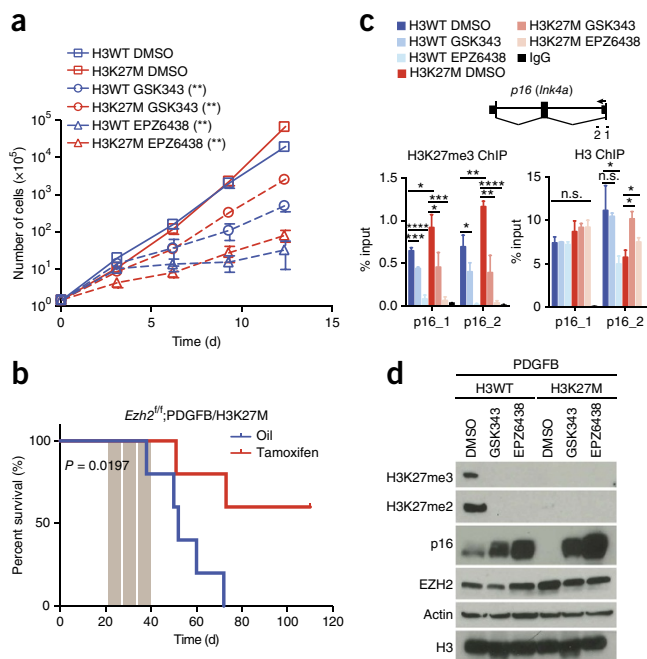 a
H3WT DMSO
H3K27M DMSO
H3WT GSK343 (**)
H3K27M GSK343 (**)
H3WT EPZ6438 (**)
H3K27M EPZ6438 (**)
Number of cells (×10⁵)
10⁵
10⁴
10³
10²
10¹
10⁰
0 5 10 15
Time (d)
b
Ezh2f/f;PDGFB/H3K27M
Oil
Tamoxifen
P = 0.0197
Percent survival (%)
100
50
0
0 20 40 60 80 100 120
Time (d)
c
H3WT DMSO
H3WT GSK343
H3WT EPZ6438
H3K27M DMSO
H3K27M GSK343
H3K27M EPZ6438
IgG
p16 (Ink4a)
2 1
H3K27me3 ChIP
% input
1.5
1.0
0.5
0
* *** * **** *** ** **** ** *
p16_1 p16_2
H3 ChIP
% input
15
10
5
0
n.s. * n.s. * *
p16_1 p16_2
d
PDGFB
H3WT H3K27M
DMSO GSK343 EPZ6438 DMSO GSK343 EPZ6438
H3K27me3
H3K27me2
p16
EZH2
Actin
H3